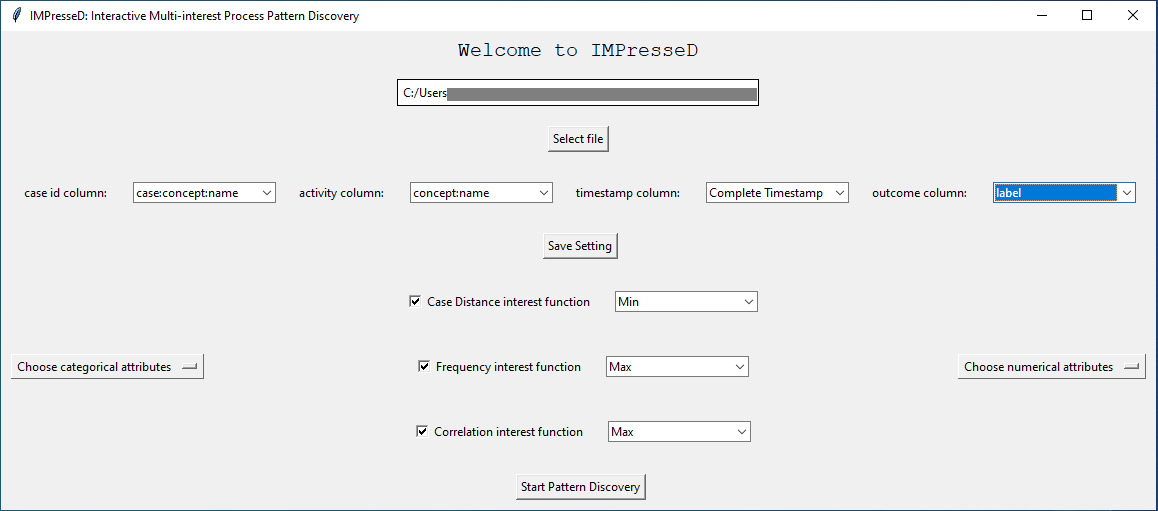 IMPresseD: Interactive Multi-interest Process Pattern Discovery
Welcome to IMPresseD
C:/Users
Select file
case id column: case:concept:name activity column: concept:name timestamp column: Complete Timestamp outcome column: label
Save Setting
Case Distance interest function Min
Choose categorical attributes Frequency interest function Max Choose numerical attributes
Correlation interest function Max
Start Pattern Discovery